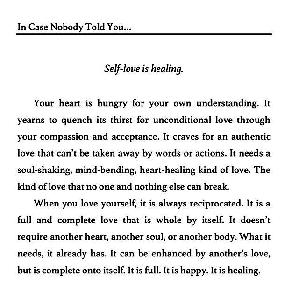 In Case Nobody Told You...
Self-love is healing.
Your heart is hungry for your own understanding. It
yearns to quench its thirst for unconditional love through
your compassion and acceptance. It craves for an authentic
love that can't be taken away by words or actions. It needs a
soul-shaking, mind-bending, heart-healing kind of love. The
kind of love that no one and nothing else can break.
When you love yourself, it is always reciprocated. It is a
full and complete love that is whole by itself. It doesn't
require another heart, another soul, or another body. What it
needs, it already has. It can be enhanced by another's love,
but is complete onto itself. It is full. It is happy. It is healing.